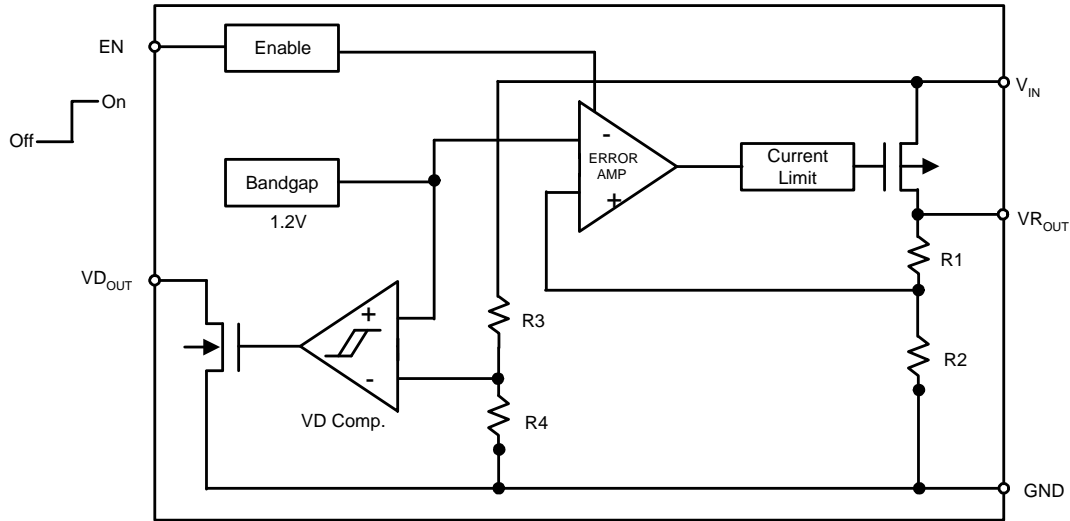 EN
Enable
On
Off
V_IN
-
ERROR
AMP
+
Current
Limit
Bandgap
1.2V
VR_OUT
R1
VD_OUT
+
-
R3
R2
VD Comp.
R4
GND